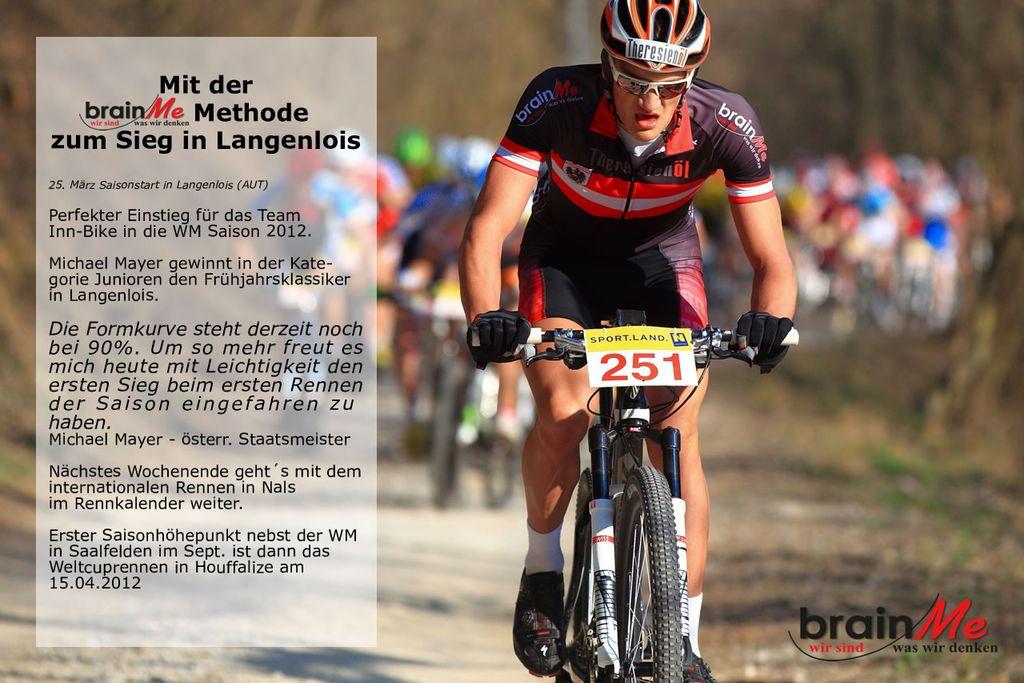 Mit der
brainMe Methode
wir sind was wir denken
zum Sieg in Langenlois
25. März Saisonstart in Langenlois (AUT)
Perfekter Einstieg für das Team
Inn-Bike in die WM Saison 2012.
Michael Mayer gewinnt in der Kate-
gorie Junioren den Frühjahrsklassiker
in Langenlois.
Die Formkurve steht derzeit noch
bei 90%. Um so mehr freut es
mich heute mit Leichtigkeit den
ersten Sieg beim ersten Rennen
der Saison eingefahren zu
haben.
Michael Mayer - österr. Staatsmeister
Nächstes Wochenende geht´s mit dem
internationalen Rennen in Nals
im Rennkalender weiter.
Erster Saisonhöhepunkt nebst der WM
in Saalfelden im Sept. ist dann das
Weltcuprennen in Houffalize am
15.04.2012
Theresienöl
brainMe
brainMe
Theresienöl
SPORT.LAND.
251
brainMe
wir sind was wir denken